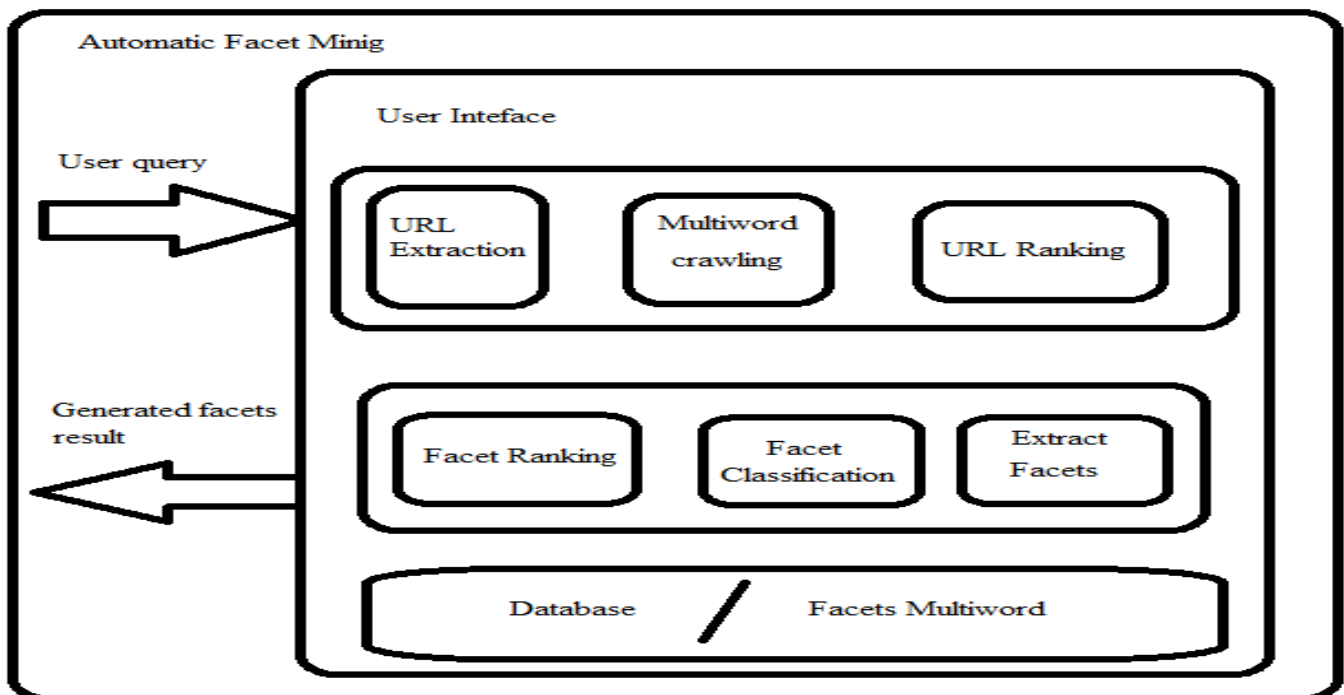 Automatic Facet Minig
User Inteface
User query
URL
Extraction
Multiword
crawling
URL Ranking
Generated facets
result
Facet Ranking
Facet
Classification
Extract
Facets
Database / Facets Multiword